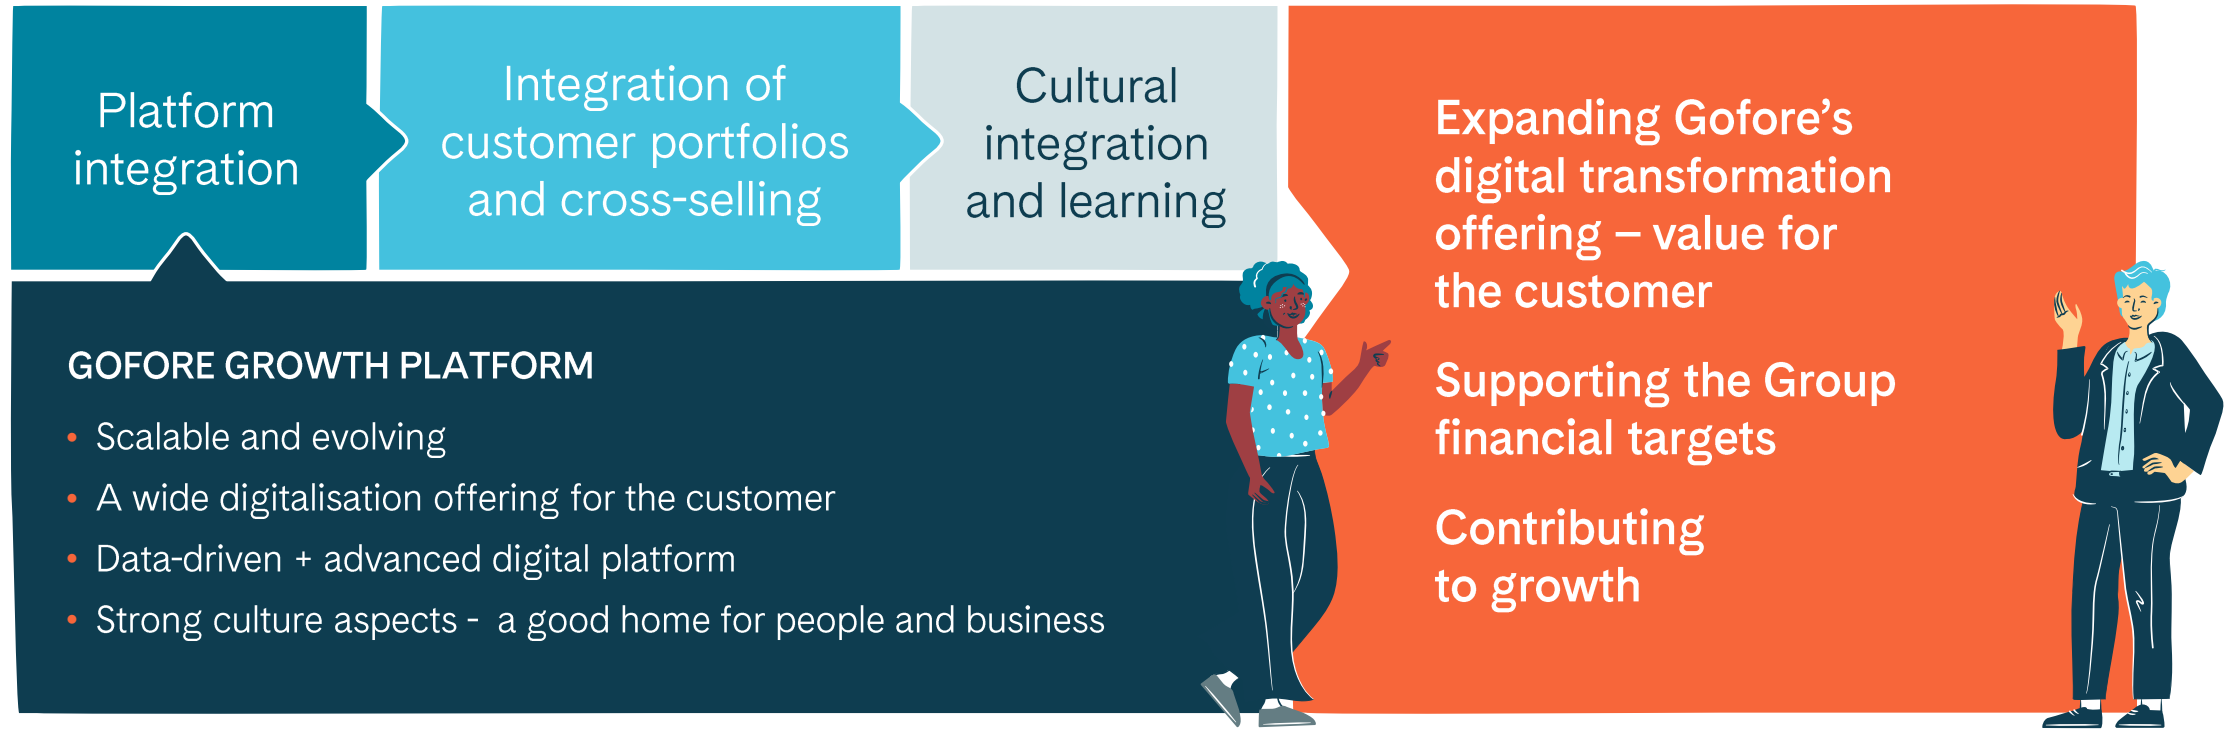 Platform
integration
Integration of
customer portfolios
and cross-selling
Cultural
integration
and learning
GOFORE GROWTH PLATFORM
• Scalable and evolving
• A wide digitalisation offering for the customer
• Data-driven + advanced digital platform
• Strong culture aspects - a good home for people and business
Expanding Gofore’s
digital transformation
offering – value for
the customer
Supporting the Group
financial targets
Contributing
to growth